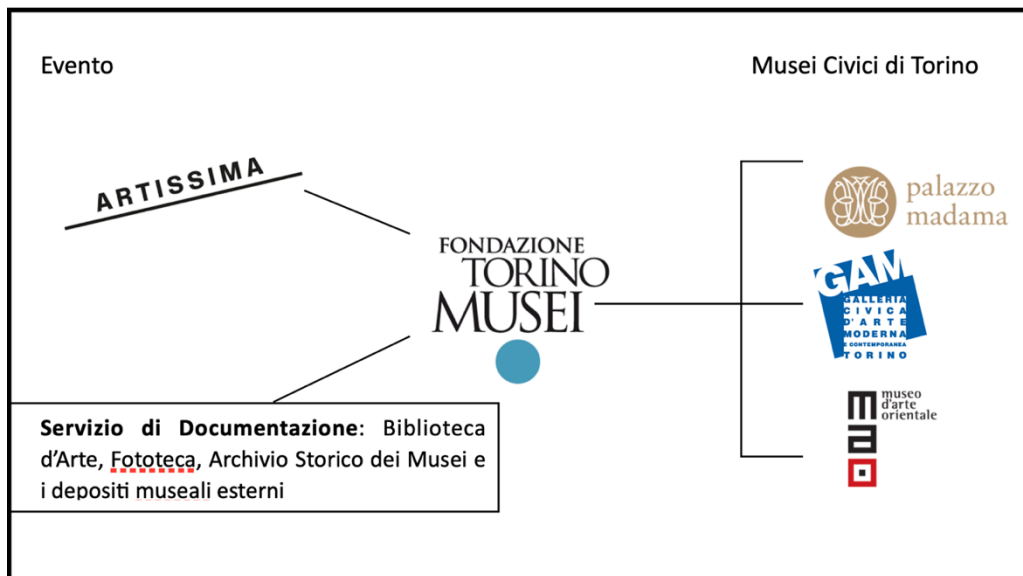 Evento
Musei Civici di Torino
ARTISSIMA
FONDAZIONE
TORINO
MUSEI
Servizio di Documentazione: Biblioteca
d'Arte, Fototeca, Archivio Storico dei Musei e
i depositi museali esterni
palazzo
madama
GAM
GALLERIA
CIVICA
D'ARTE
MODERNA
E CONTEMPORANEA
TORINO
museo
d'arte
orientale
mao